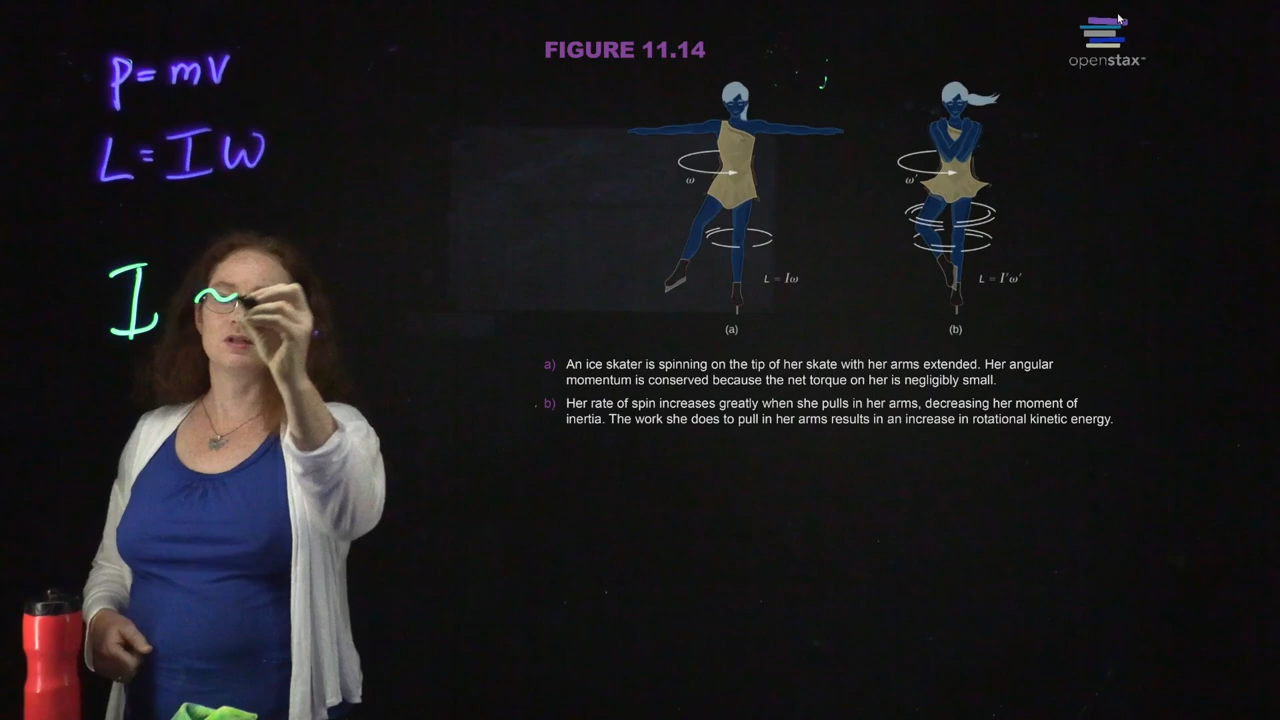 p = mv
L = Iω
I ~
FIGURE 11.14
openstax™
ω
L = Iω
(a)
ω′
L = I′ω′
(b)
a) An ice skater is spinning on the tip of her skate with her arms extended. Her angular
momentum is conserved because the net torque on her is negligibly small.
b) Her rate of spin increases greatly when she pulls in her arms, decreasing her moment of
inertia. The work she does to pull in her arms results in an increase in rotational kinetic energy.